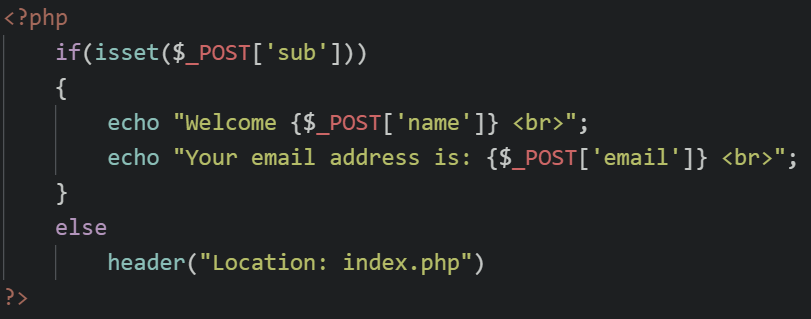 <?php
if(isset($_POST['sub']))
{
echo "Welcome {$_POST['name']} <br>";
echo "Your email address is: {$_POST['email']} <br>";
}
else
header("Location: index.php")
?>